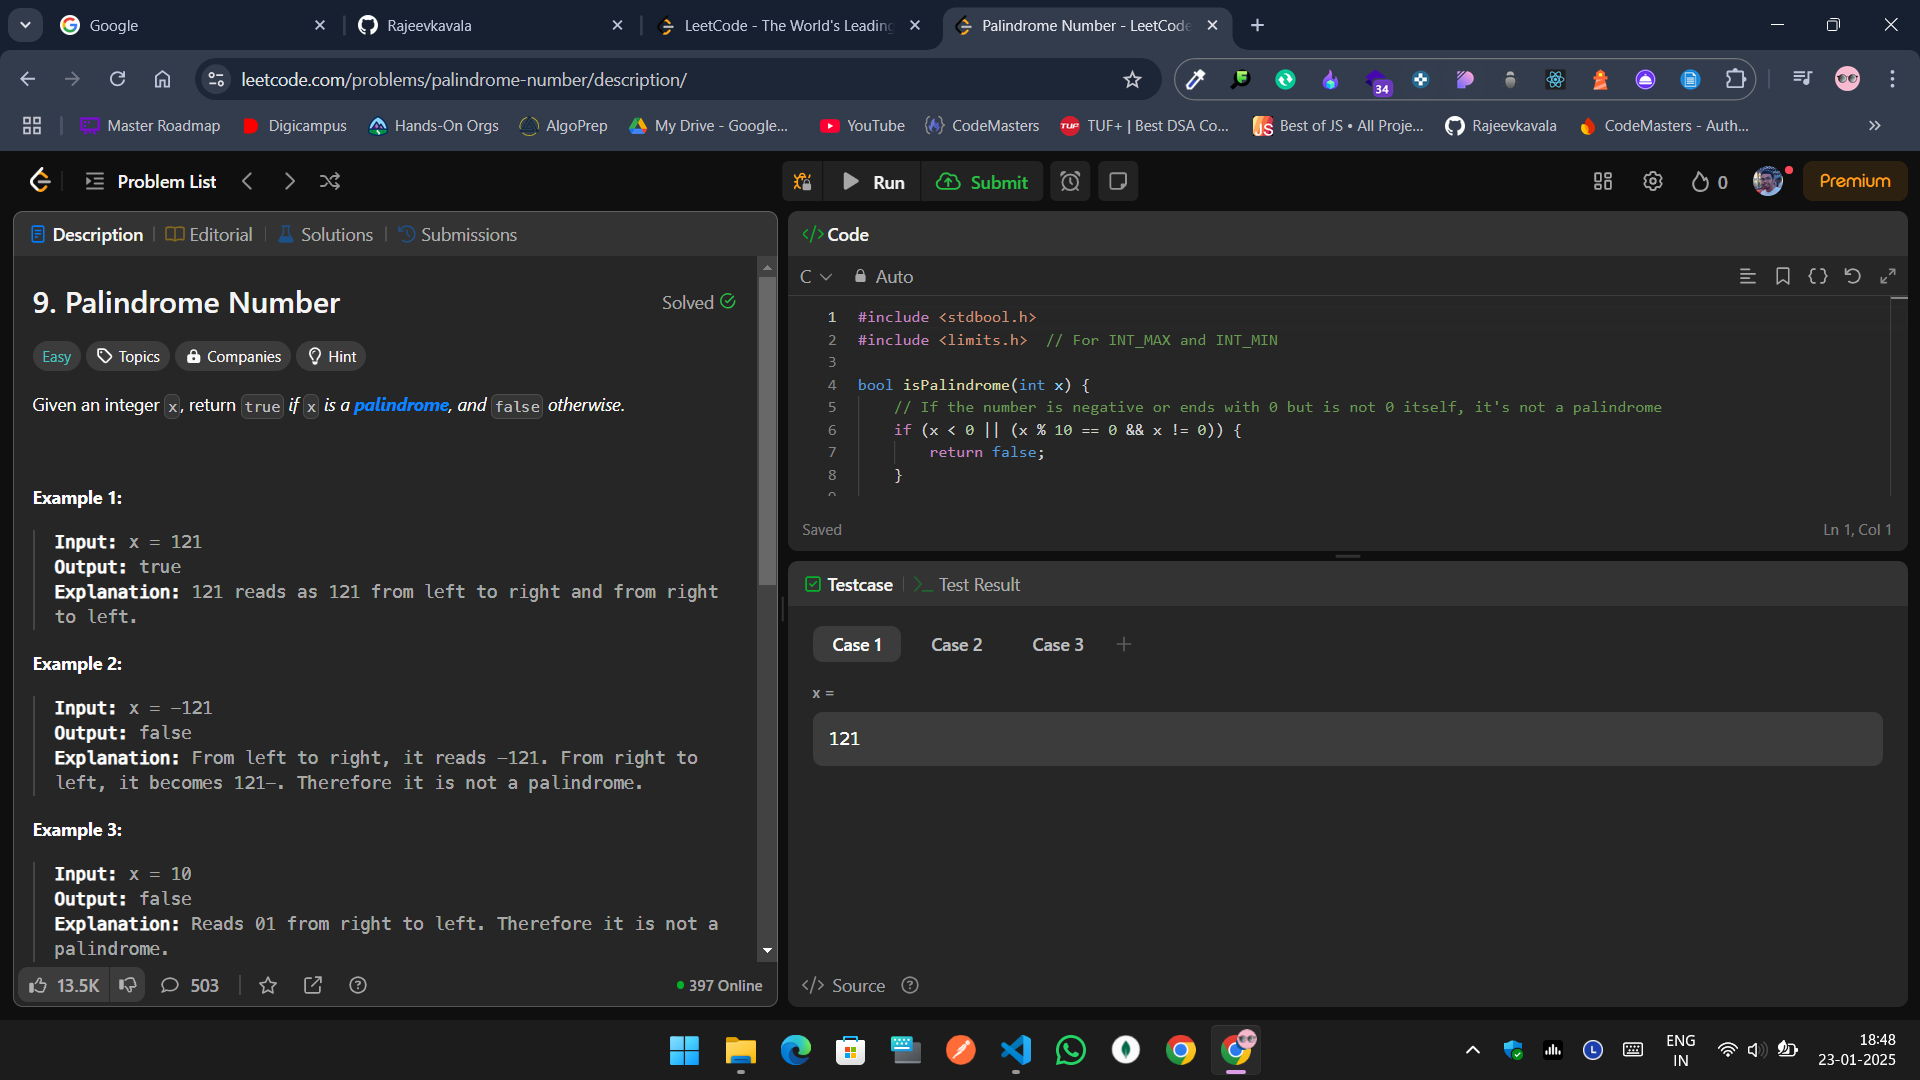 Google
Rajeevkavala
LeetCode - The World's Leading
Palindrome Number - LeetCode
leetcode.com/problems/palindrome-number/description/
34
Master Roadmap
Digicampus
Hands-On Orgs
AlgoPrep
My Drive - Google...
YouTube
CodeMasters
TUF+ | Best DSA Co...
Best of JS • All Proje...
Rajeevkavala
CodeMasters - Auth...
Problem List
Run
Submit
0
Premium
Description
Editorial
Solutions
Submissions
9. Palindrome Number
Solved
Easy
Topics
Companies
Hint
Given an integer x, return true if x is a palindrome, and false otherwise.
Example 1:
Input: x = 121
Output: true
Explanation: 121 reads as 121 from left to right and from right
to left.
Example 2:
Input: x = -121
Output: false
Explanation: From left to right, it reads -121. From right to
left, it becomes 121-. Therefore it is not a palindrome.
Example 3:
Input: x = 10
Output: false
Explanation: Reads 01 from right to left. Therefore it is not a
palindrome.
13.5K
503
397 Online
</> Code
C
Auto
1 #include <stdbool.h>
2 #include <limits.h>  // For INT_MAX and INT_MIN
3
4 bool isPalindrome(int x) {
5     // If the number is negative or ends with 0 but is not 0 itself, it's not a palindrome
6     if (x < 0 || (x % 10 == 0 && x != 0)) {
7         return false;
8     }
9
Saved
Ln 1, Col 1
Testcase
Test Result
Case 1
Case 2
Case 3
x =
121
</> Source
ENG
IN
18:48
23-01-2025